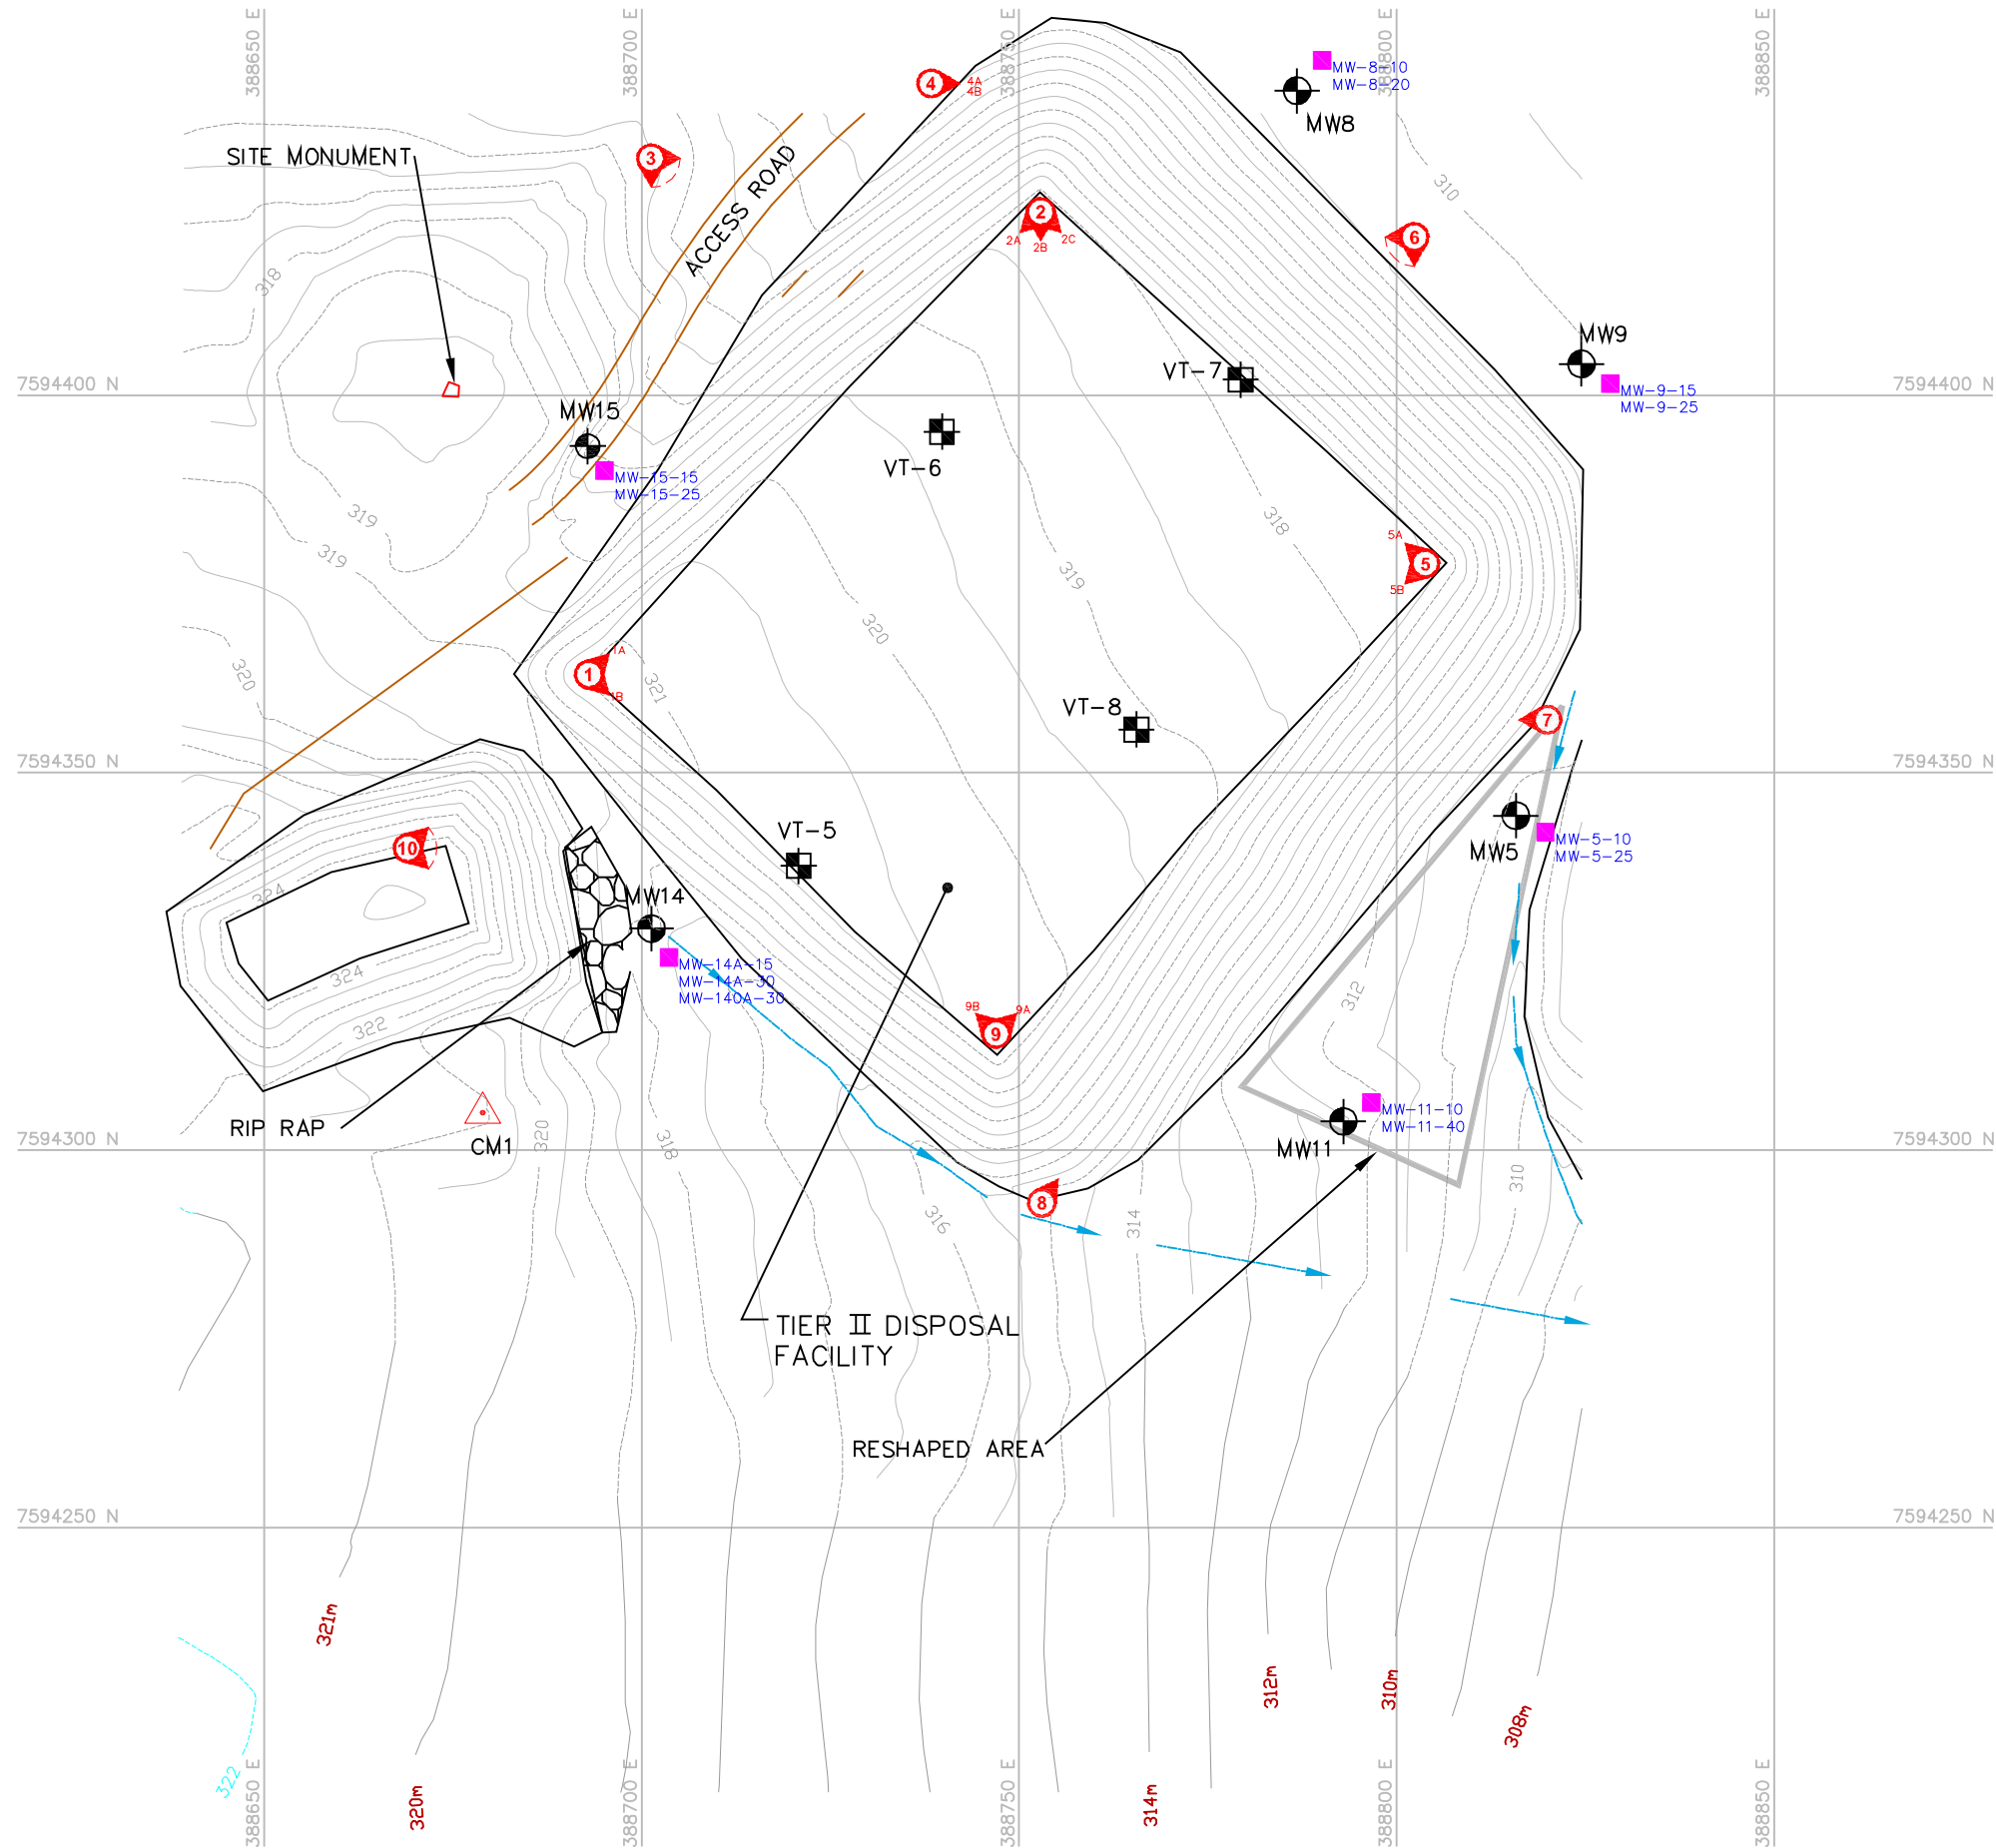 388650 E
388700 E
388750 E
388800 E
388850 E
MW-8-10
MW-8-20
MW8
4
4A
4B
SITE MONUMENT
3
ACCESS ROAD
310
2
2A
2B
2C
6
318
MW9
VT-7
7594400 N
7594400 N
MW-9-15
MW-9-25
MW15
VT-6
MW-15-15
MW-15-25
319
318
319
5A
5
5B
319
320
320
1A
1
1B
321
VT-8
7
7594350 N
7594350 N
VT-5
MW5
MW-5-10
MW-5-25
10
324
MW14
MW-14A-15
MW-14A-30
MW-140A-30
324
322
312
9B
9A
9
RIP RAP
CM1
320
318
MW-11-10
MW-11-40
MW11
7594300 N
7594300 N
310
8
316
314
TIER II DISPOSAL
FACILITY
RESHAPED AREA
7594250 N
7594250 N
321m
312m
310m
308m
322
320m
314m
388650 E
388700 E
388750 E
388800 E
388850 E